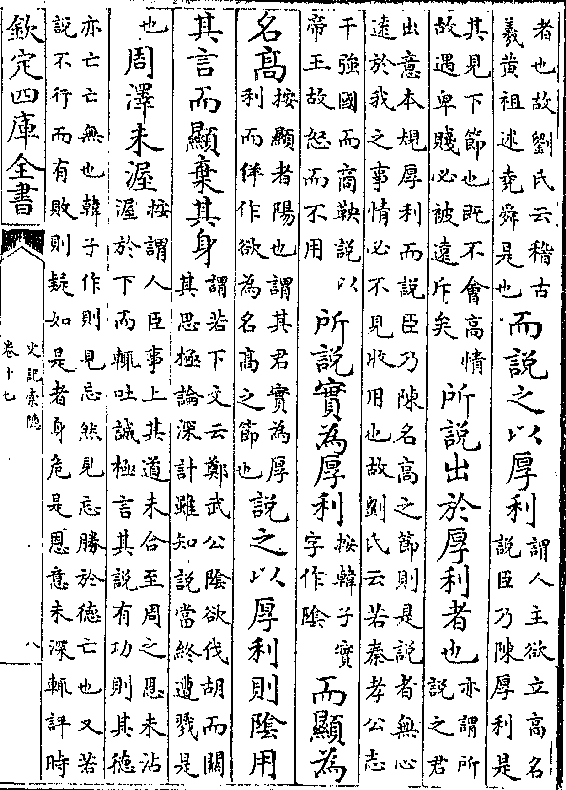 者也故劉氏云稽古羲黄祖述堯舜是也而說之以厚利謂人主欲立高名說臣乃陳厚利是
其見下節也既不會高情故遇卑賤必被遠斥矣所說出於厚利者也亦謂所說之君
出意本規厚利而說臣乃陳名高之節則是說者無心遠於我之事情必不見收用也故劉氏云若秦孝公志
于強國而商鞅說以帝王故怒而不用所說實為厚利按韓子實字作隂而顯為
名髙按顯者陽也謂其君實為厚利而佯作欲為名髙之節也說之以厚利則隂用
其言而顯棄其身謂若下文云鄭武公隂欲伐胡而關其思極論深計雖知說當終遭戮是
也周澤未渥按謂人臣事上其道未合至周之恩未沾渥於下而輒吐誠極言其說有功則其德
亦亡亡無也韓子作則見忘然見忘勝於德亡也又若說不行而有敗則疑如是者身危是恩意未深輒評時
欽定四庫全書
史記索隱
卷十七
八